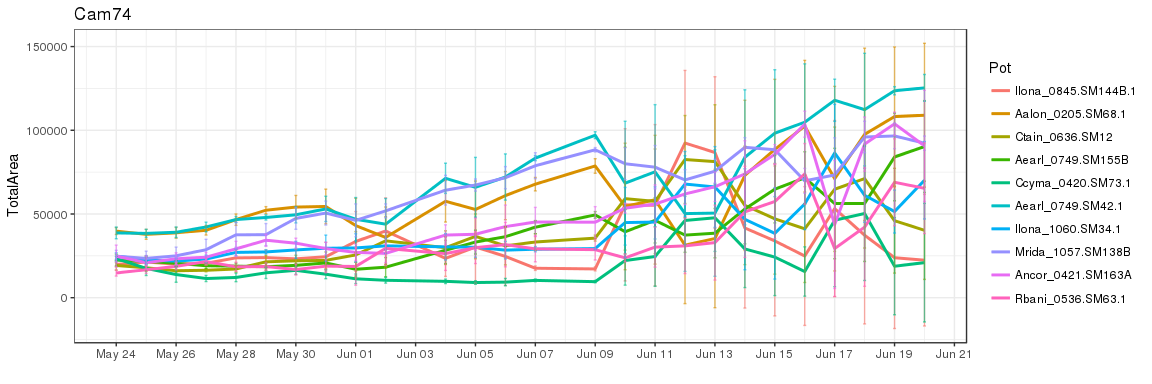 Cam74
TotalArea
150000
100000
50000
0
May 24
May 26
May 28
May 30
Jun 01
Jun 03
Jun 05
Jun 07
Jun 09
Jun 11
Jun 13
Jun 15
Jun 17
Jun 19
Jun 21
Pot
Ilona_0845.SM144B.1
Aalon_0205.SM68.1
Ctain_0636.SM12
Aearl_0749.SM155B
Ccyma_0420.SM73.1
Aearl_0749.SM42.1
Ilona_1060.SM34.1
Mrida_1057.SM138B
Ancor_0421.SM163A
Rbani_0536.SM63.1